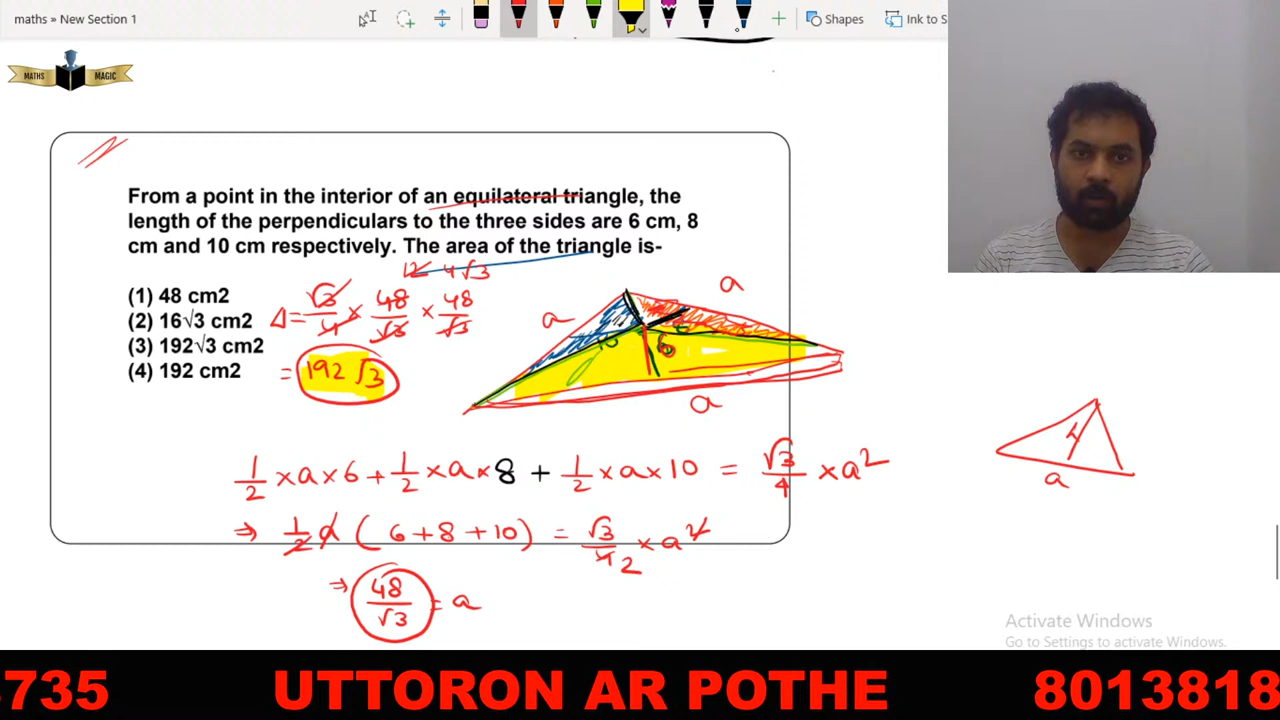 maths » New Section 1
Shapes
Ink to S
MATHS MAGIC
From a point in the interior of an equilateral triangle, the
length of the perpendiculars to the three sides are 6 cm, 8
cm and 10 cm respectively. The area of the triangle is-
12 4√3
(1) 48 cm2
(2) 16√3 cm2
(3) 192√3 cm2
(4) 192 cm2
Δ = √3/4 × 48/√3 × 48/√3
= 192√3
a
a
10
8
6
a
1/2 × a × 6 + 1/2 × a × 8 + 1/2 × a × 10 = √3/4 × a²
⇒ 1/2 a (6+8+10) = √3/4 2 × a²
⇒ 48/√3 = a
a
Activate Windows
Go to Settings to activate Windows.
3735 UTTORON AR POTHE 8013818